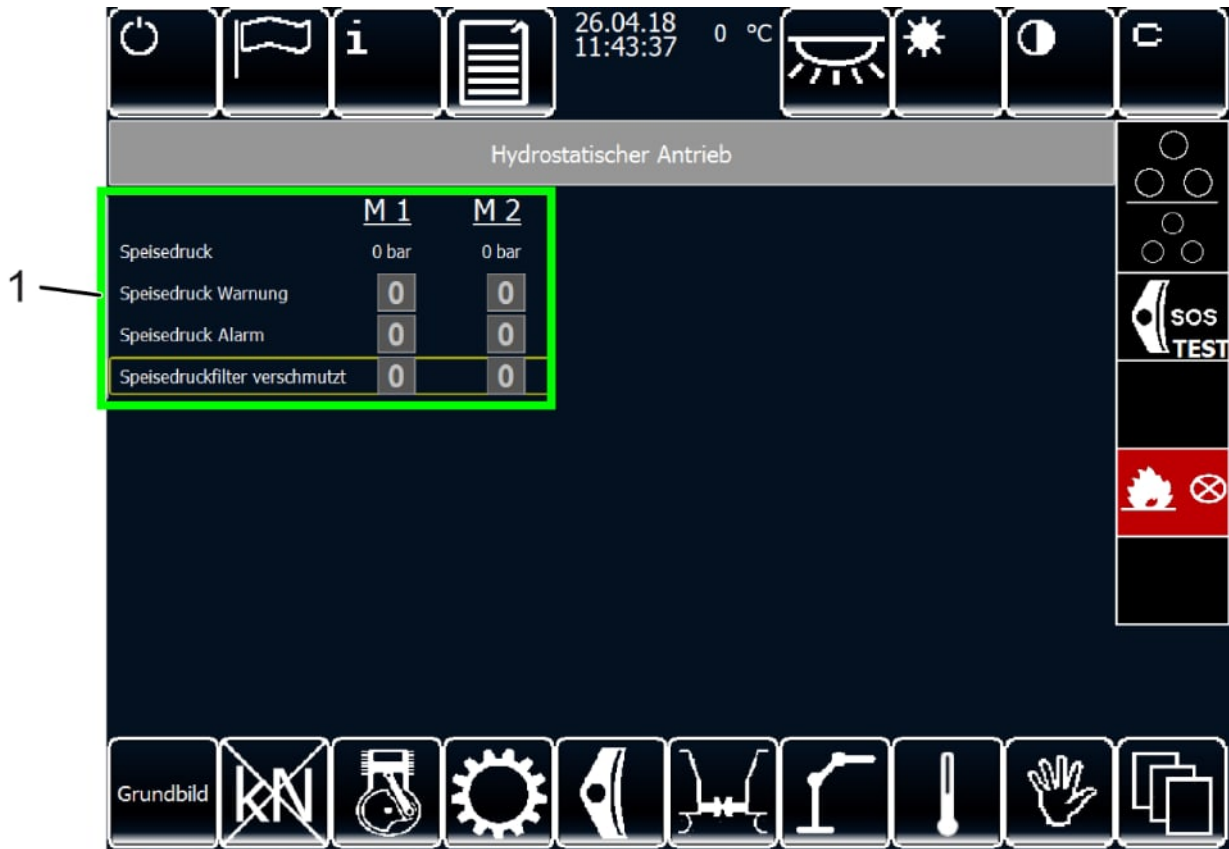 i
26.04.18
11:43:37
0 °C
C
Hydrostatischer Antrieb
M 1 M 2
Speisedruck 0 bar 0 bar
1
Speisedruck Warnung 0 0
Speisedruck Alarm 0 0
Speisedruckfilter verschmutzt 0 0
SOS
TEST
Grundbild
kN